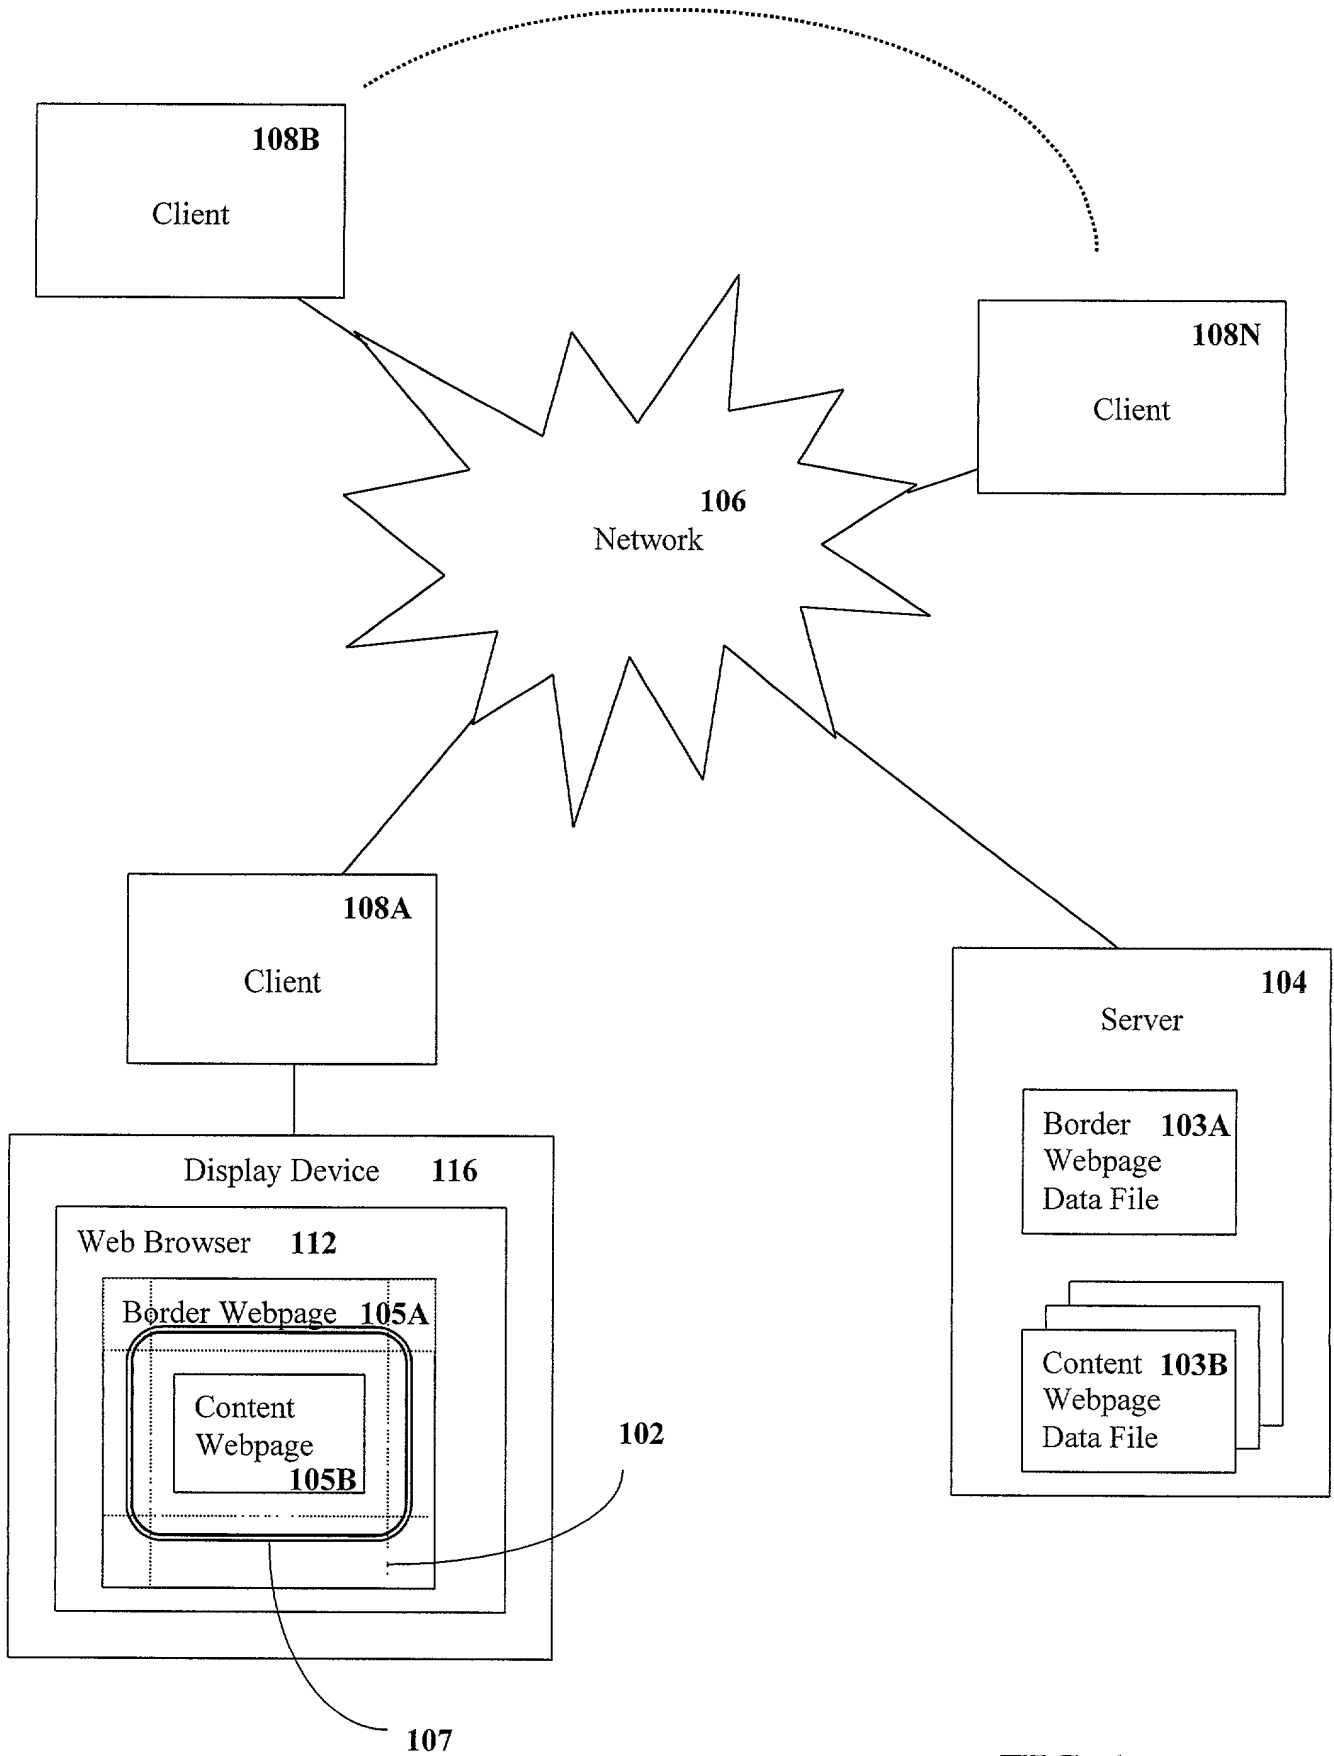 108B
Client
108N
Client
106
Network
108A
Client
104
Server
Border 103A
Webpage
Data File
Display Device 116
Web Browser 112
Border Webpage 105A
Content
Webpage
105B
Content 103B
Webpage
Data File
102
107